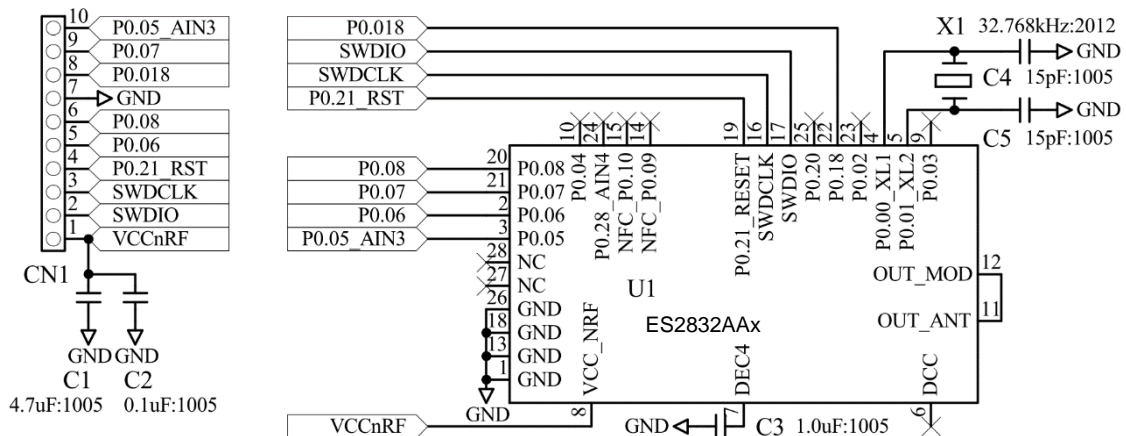 10 P0.05_AIN3
9 P0.07
8 P0.018
7 GND
6 P0.08
5 P0.06
4 P0.21_RST
3 SWDCLK
2 SWDIO
1 VCCnRF
CN1
GND GND
C1 C2
4.7uF:1005 0.1uF:1005
P0.018
SWDIO
SWDCLK
P0.21_RST
X1 32.768kHz:2012
GND
C4 15pF:1005
GND
C5 15pF:1005
10 24 15 14 19 16 17 25 22 23 4 5 9
P0.04
P0.28_AIN4
NFC_P0.10
NFC_P0.09
P0.21_RESET
SWDCLK
SWDIO
P0.20
P0.18
P0.02
P0.00_XL1
P0.01_XL2
P0.03
P0.08 20 P0.08
P0.07 21 P0.07
P0.06 2 P0.06
P0.05_AIN3 3 P0.05
28 NC
27 NC
26 GND
18 GND
13 GND
1 GND
GND
U1
ES2832AAx
OUT_MOD 12
OUT_ANT 11
VCC_NRF
DEC4
DCC
8 7 6
VCCnRF
GND C3 1.0uF:1005